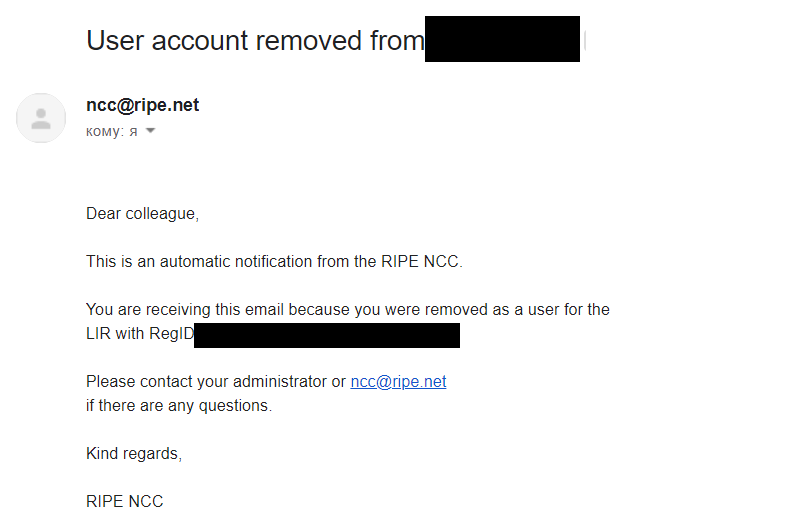 User account removed from
ncc@ripe.net
кому: я
Dear colleague,
This is an automatic notification from the RIPE NCC.
You are receiving this email because you were removed as a user for the
LIR with RegID
Please contact your administrator or ncc@ripe.net
if there are any questions.
Kind regards,
RIPE NCC